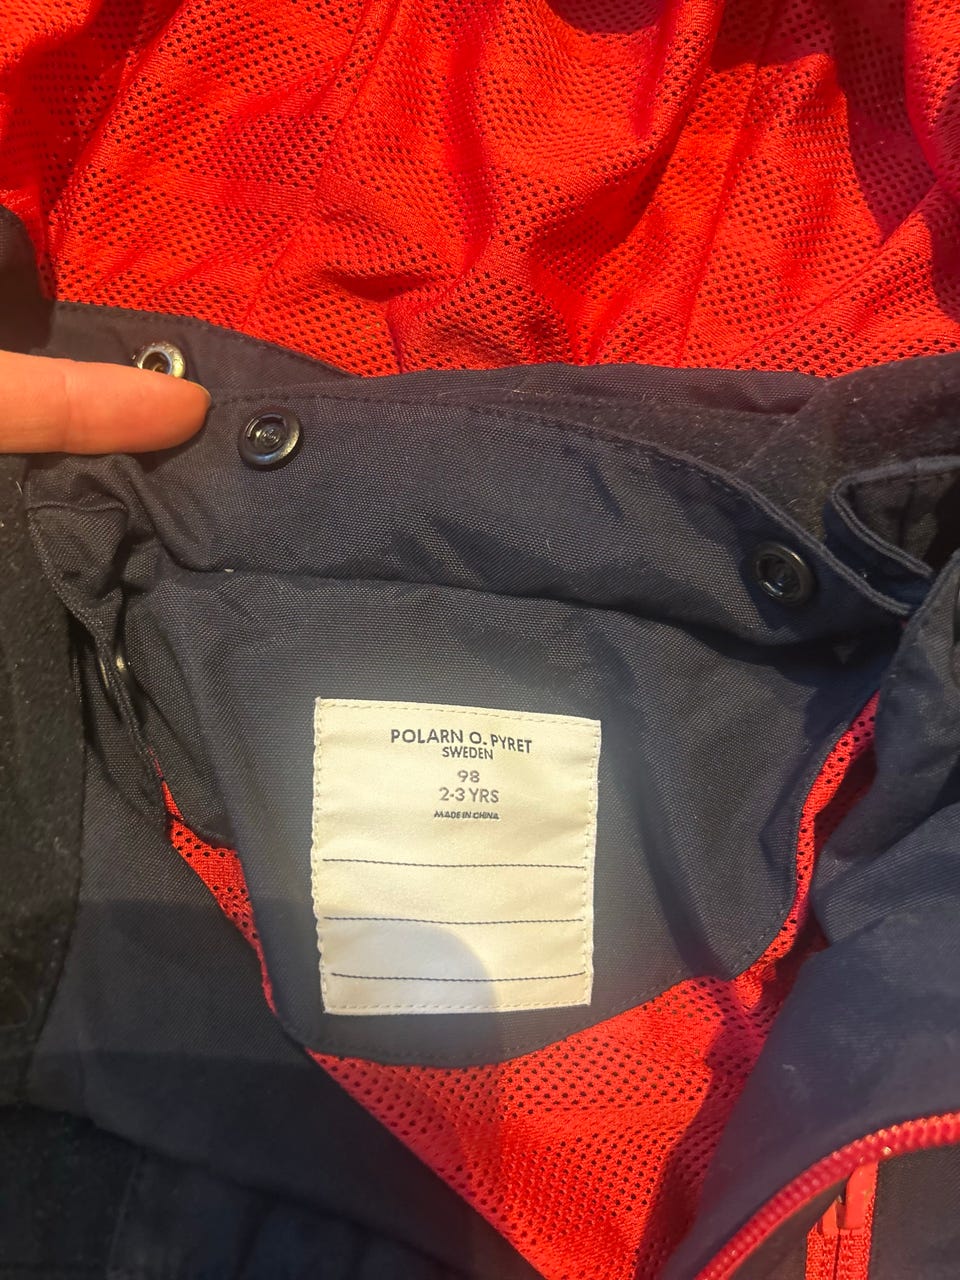 POLARN O. PYRET
SWEDEN
98
2-3 YRS
MADE IN CHINA